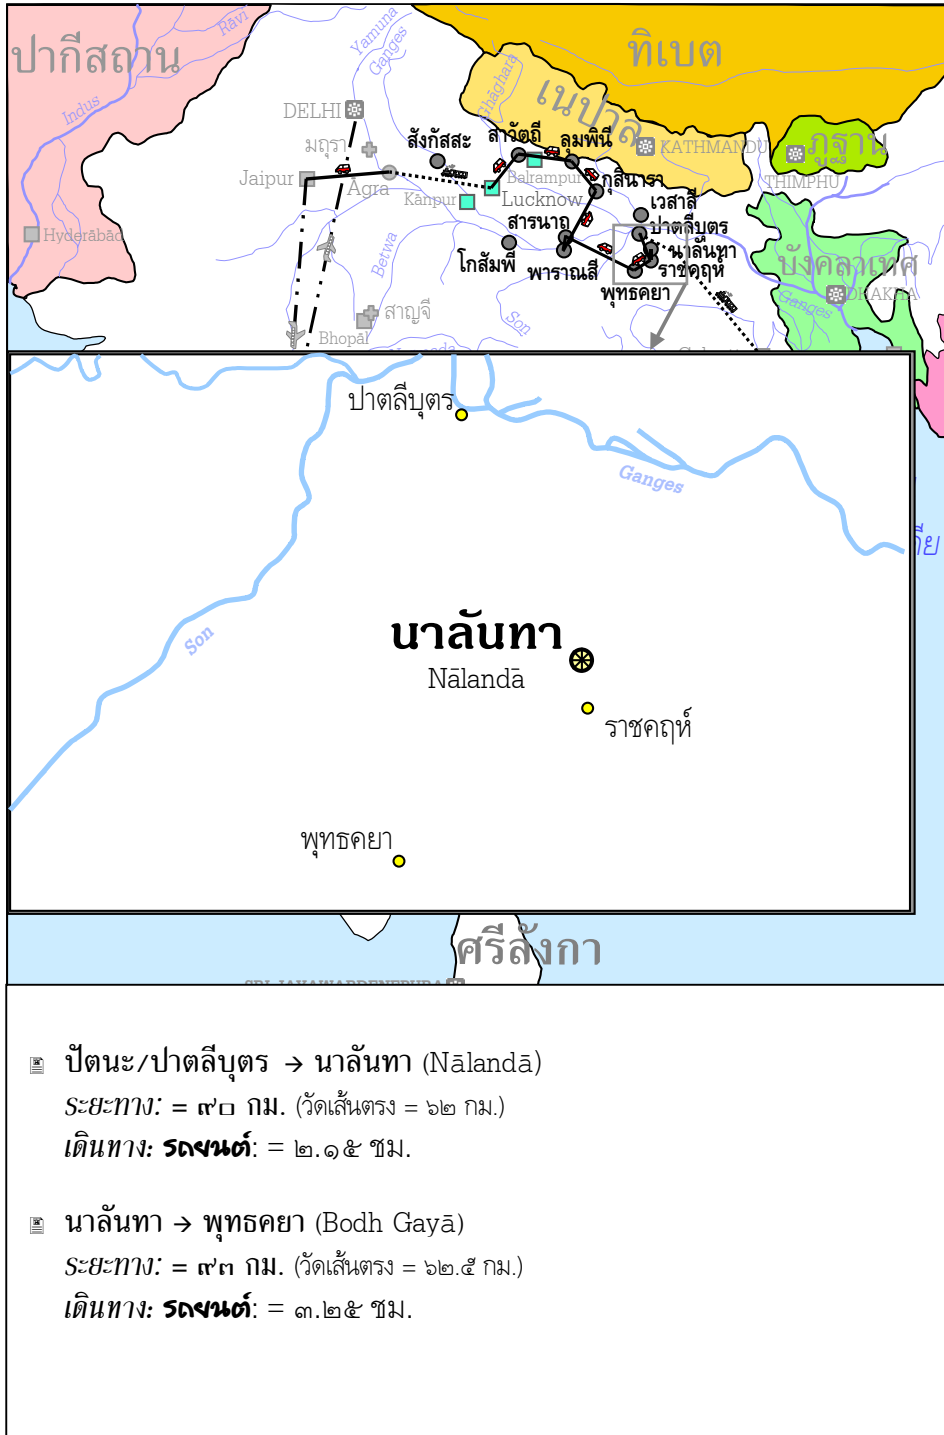 ปากีสถาน
Rāvi
Yamuna
Ganges
Ghāghara
ทิเบต
เนปาล
Indus
DELHI
มถุรา
สังกัสสะ
สาวัตถี
ลุมพินี
KATHMANDU
ภูฐาน
THIMPHU
Jaipur
Āgra
Balrampur
กุสินารา
Kānpur
Lucknow
เวสาลี
Hyderābād
Betwa
โกสัมพี
สารนาถ
พาราณสี
ปาตลีบุตร
นาลันทา
ราชคฤห์
พุทธคยา
บังคลาเทศ
DHAKHA
Ganges
สาญจี
Son
Bhopāl
ปาตลีบุตร
Ganges
Son
นาลันทา
Nālandā
ราชคฤห์
พุทธคยา
ศรีลังกา
SRI JAYAWARDENEPURA
ปัตนะ/ปาตลีบุตร → นาลันทา (Nālandā)
ระยะทาง: = ๙๐ กม. (วัดเส้นตรง = ๖๒ กม.)
เดินทาง: รถยนต์: = ๒.๑๕ ชม.
นาลันทา → พุทธคยา (Bodh Gayā)
ระยะทาง: = ๙๓ กม. (วัดเส้นตรง = ๖๒.๕ กม.)
เดินทาง: รถยนต์: = ๓.๒๕ ชม.